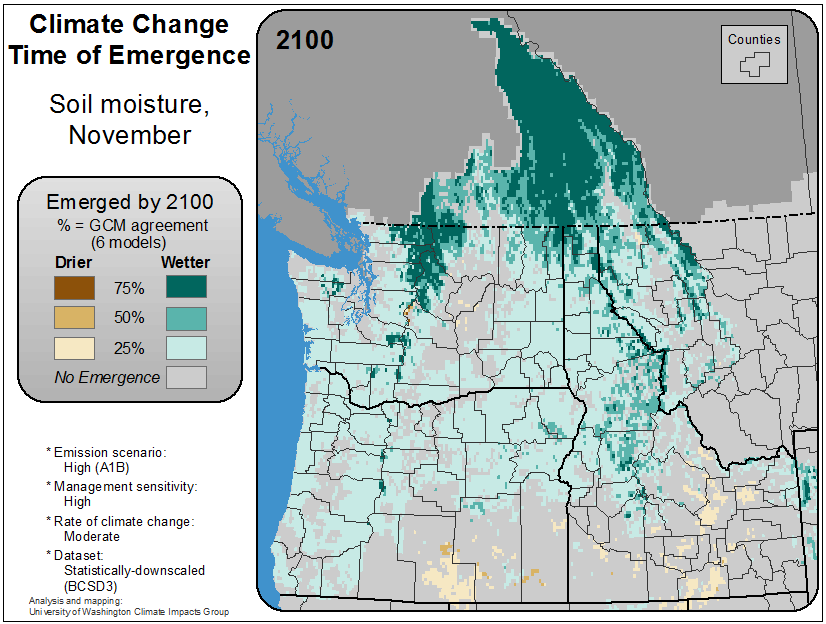 Climate Change
Time of Emergence
Soil moisture,
November
Emerged by 2100
% = GCM agreement
(6 models)
Drier
Wetter
75%
50%
25%
No Emergence
* Emission scenario:
High (A1B)
* Management sensitivity:
High
* Rate of climate change:
Moderate
* Dataset:
Statistically-downscaled
(BCSD3)
Analysis and mapping:
University of Washington Climate Impacts Group
2100
Counties